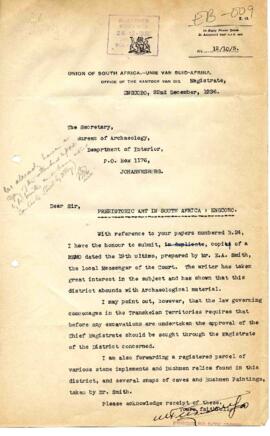 EB-009
No. 12/10/5.
UNION OF SOUTH AFRICA.—UNIE VAN SUID-AFRIKA.
OFFICE OF THE KANTOOR VAN DIE Magistrate,
ENGCOBO, 22nd December, 1936.
The Secretary,
Bureau of Archaeology,
Department of Interior,
P.O. Box 1176,
JOHANNESBURG.
Dear Sir,
PREHISTORIC ART IN SOUTH AFRICA : ENGCOBO.
With reference to your papers numbered B.24,
I have the honour to submit, in duplicate, copies of a
MEMO dated the 19th ultimo, prepared by Mr. E.A. Smith,
the local Messenger of the Court. The writer has taken
great interest in the subject and has shown that this
district abounds with Archaeological material.
I may point out, however, that the law governing
in the Transkeian Territories requires that
before any excavations are undertaken the approval of the
Chief Magistrate should be sought through the Magistrate
of the District concerned.
I am also forwarding a registered parcel of
various stone implements and Bushmen relics found in this
district, and several snaps of caves and Bushmen Paintings,
taken by Mr. Smith.
Please acknowledge receipt of these.
Yours faithfully,